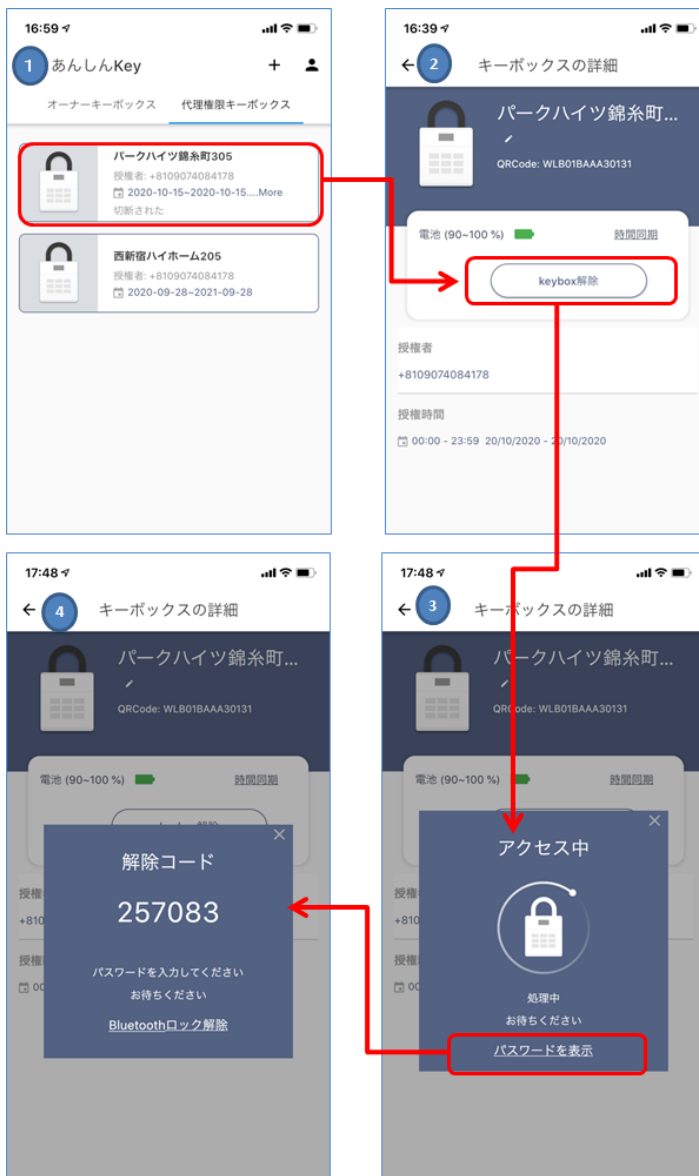 16:59
1 あんしんKey +
オーナーキーボックス 代理権限キーボックス
パークハイツ錦糸町305
授権者: +8109074084178
2020-10-15~2020-10-15....More
切断された
西新宿ハイホーム205
授権者: +8109074084178
2020-09-28~2021-09-28
16:39
2 キーボックスの詳細
パークハイツ錦糸町...
QRCode: WLB01BAAA30131
電池 (90~100 %) 時間同期
keybox解除
授権者
+8109074084178
授権時間
00:00 - 23:59 20/10/2020 - 20/10/2020
17:48
3 キーボックスの詳細
パークハイツ錦糸町...
QRCode: WLB01BAAA30131
電池 (90~100 %) 時間同期
授権
+810
授権
00
アクセス中
処理中
お待ちください
パスワードを表示
17:48
4 キーボックスの詳細
パークハイツ錦糸町...
QRCode: WLB01BAAA30131
電池 (90~100 %) 時間同期
授権
+810
授権
00
解除コード
257083
パスワードを入力してください
お待ちください
Bluetoothロック解除